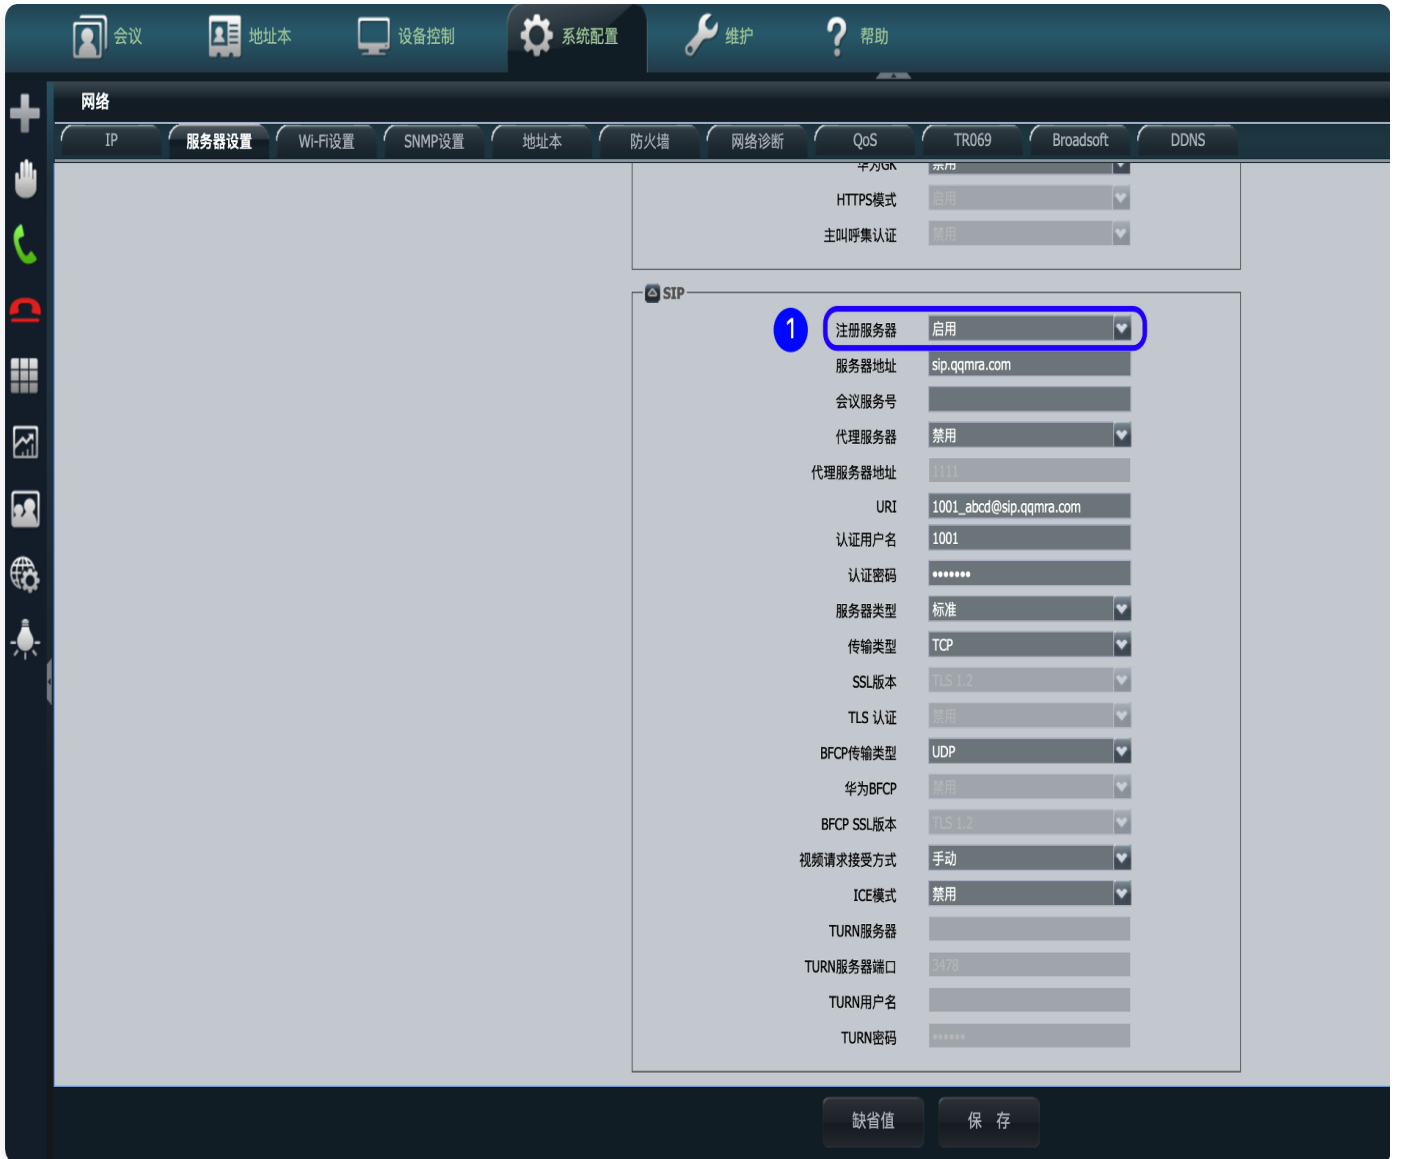 会议 地址本 设备控制 系统配置 维护 帮助
网络
IP 服务器设置 Wi-Fi设置 SNMP设置 地址本 防火墙 网络诊断 QoS TR069 Broadsoft DDNS
华为GK 禁用
HTTPS模式 启用
主叫呼集认证 禁用
SIP
1 注册服务器 启用
服务器地址 sip.qqmra.com
会议服务号
代理服务器 禁用
代理服务器地址 1111
URI 1001_abcd@sip.qqmra.com
认证用户名 1001
认证密码 •••••••
服务器类型 标准
传输类型 TCP
SSL版本 TLS 1.2
TLS 认证 禁用
BFCP传输类型 UDP
华为BFCP 禁用
BFCP SSL版本 TLS 1.2
视频请求接受方式 手动
ICE模式 禁用
TURN服务器
TURN服务器端口 3478
TURN用户名
TURN密码 ••••••
缺省值 保 存